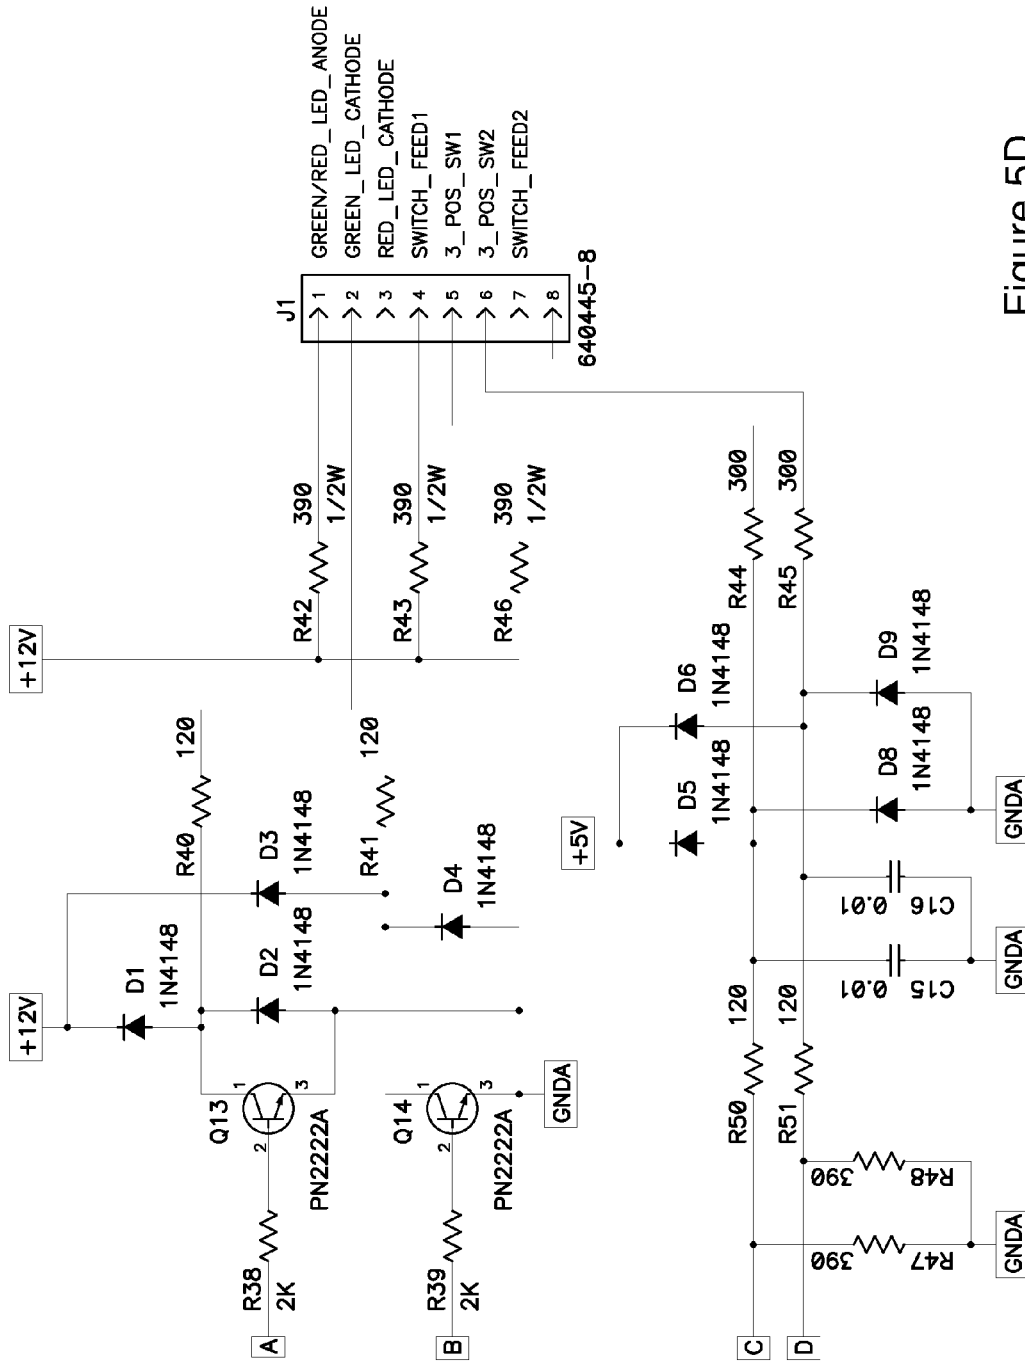 +12V
+12V
GREEN/RED_LED_ANODE
GREEN_LED_CATHODE
RED_LED_CATHODE
SWITCH_FEED1
3_POS_SW1
3_POS_SW2
SWITCH_FEED2
J1
1
2
3
4
5
6
7
8
640445-8
D1
1N4148
R40
120
R42
390
1/2W
R43
390
1/2W
R46
390
1/2W
D3
1N4148
D2
1N4148
R41
120
D4
1N4148
A
R38
2K
Q13
1
2
3
PN2222A
B
R39
2K
Q14
1
2
3
PN2222A
GNDA
+5V
D5
1N4148
D6
1N4148
R44
300
R45
300
D8
1N4148
D9
1N4148
GNDA
C
D
R50
120
R51
120
C15
0.01
C16
0.01
GNDA
R47
390
R48
390
GNDA
Figure 5D